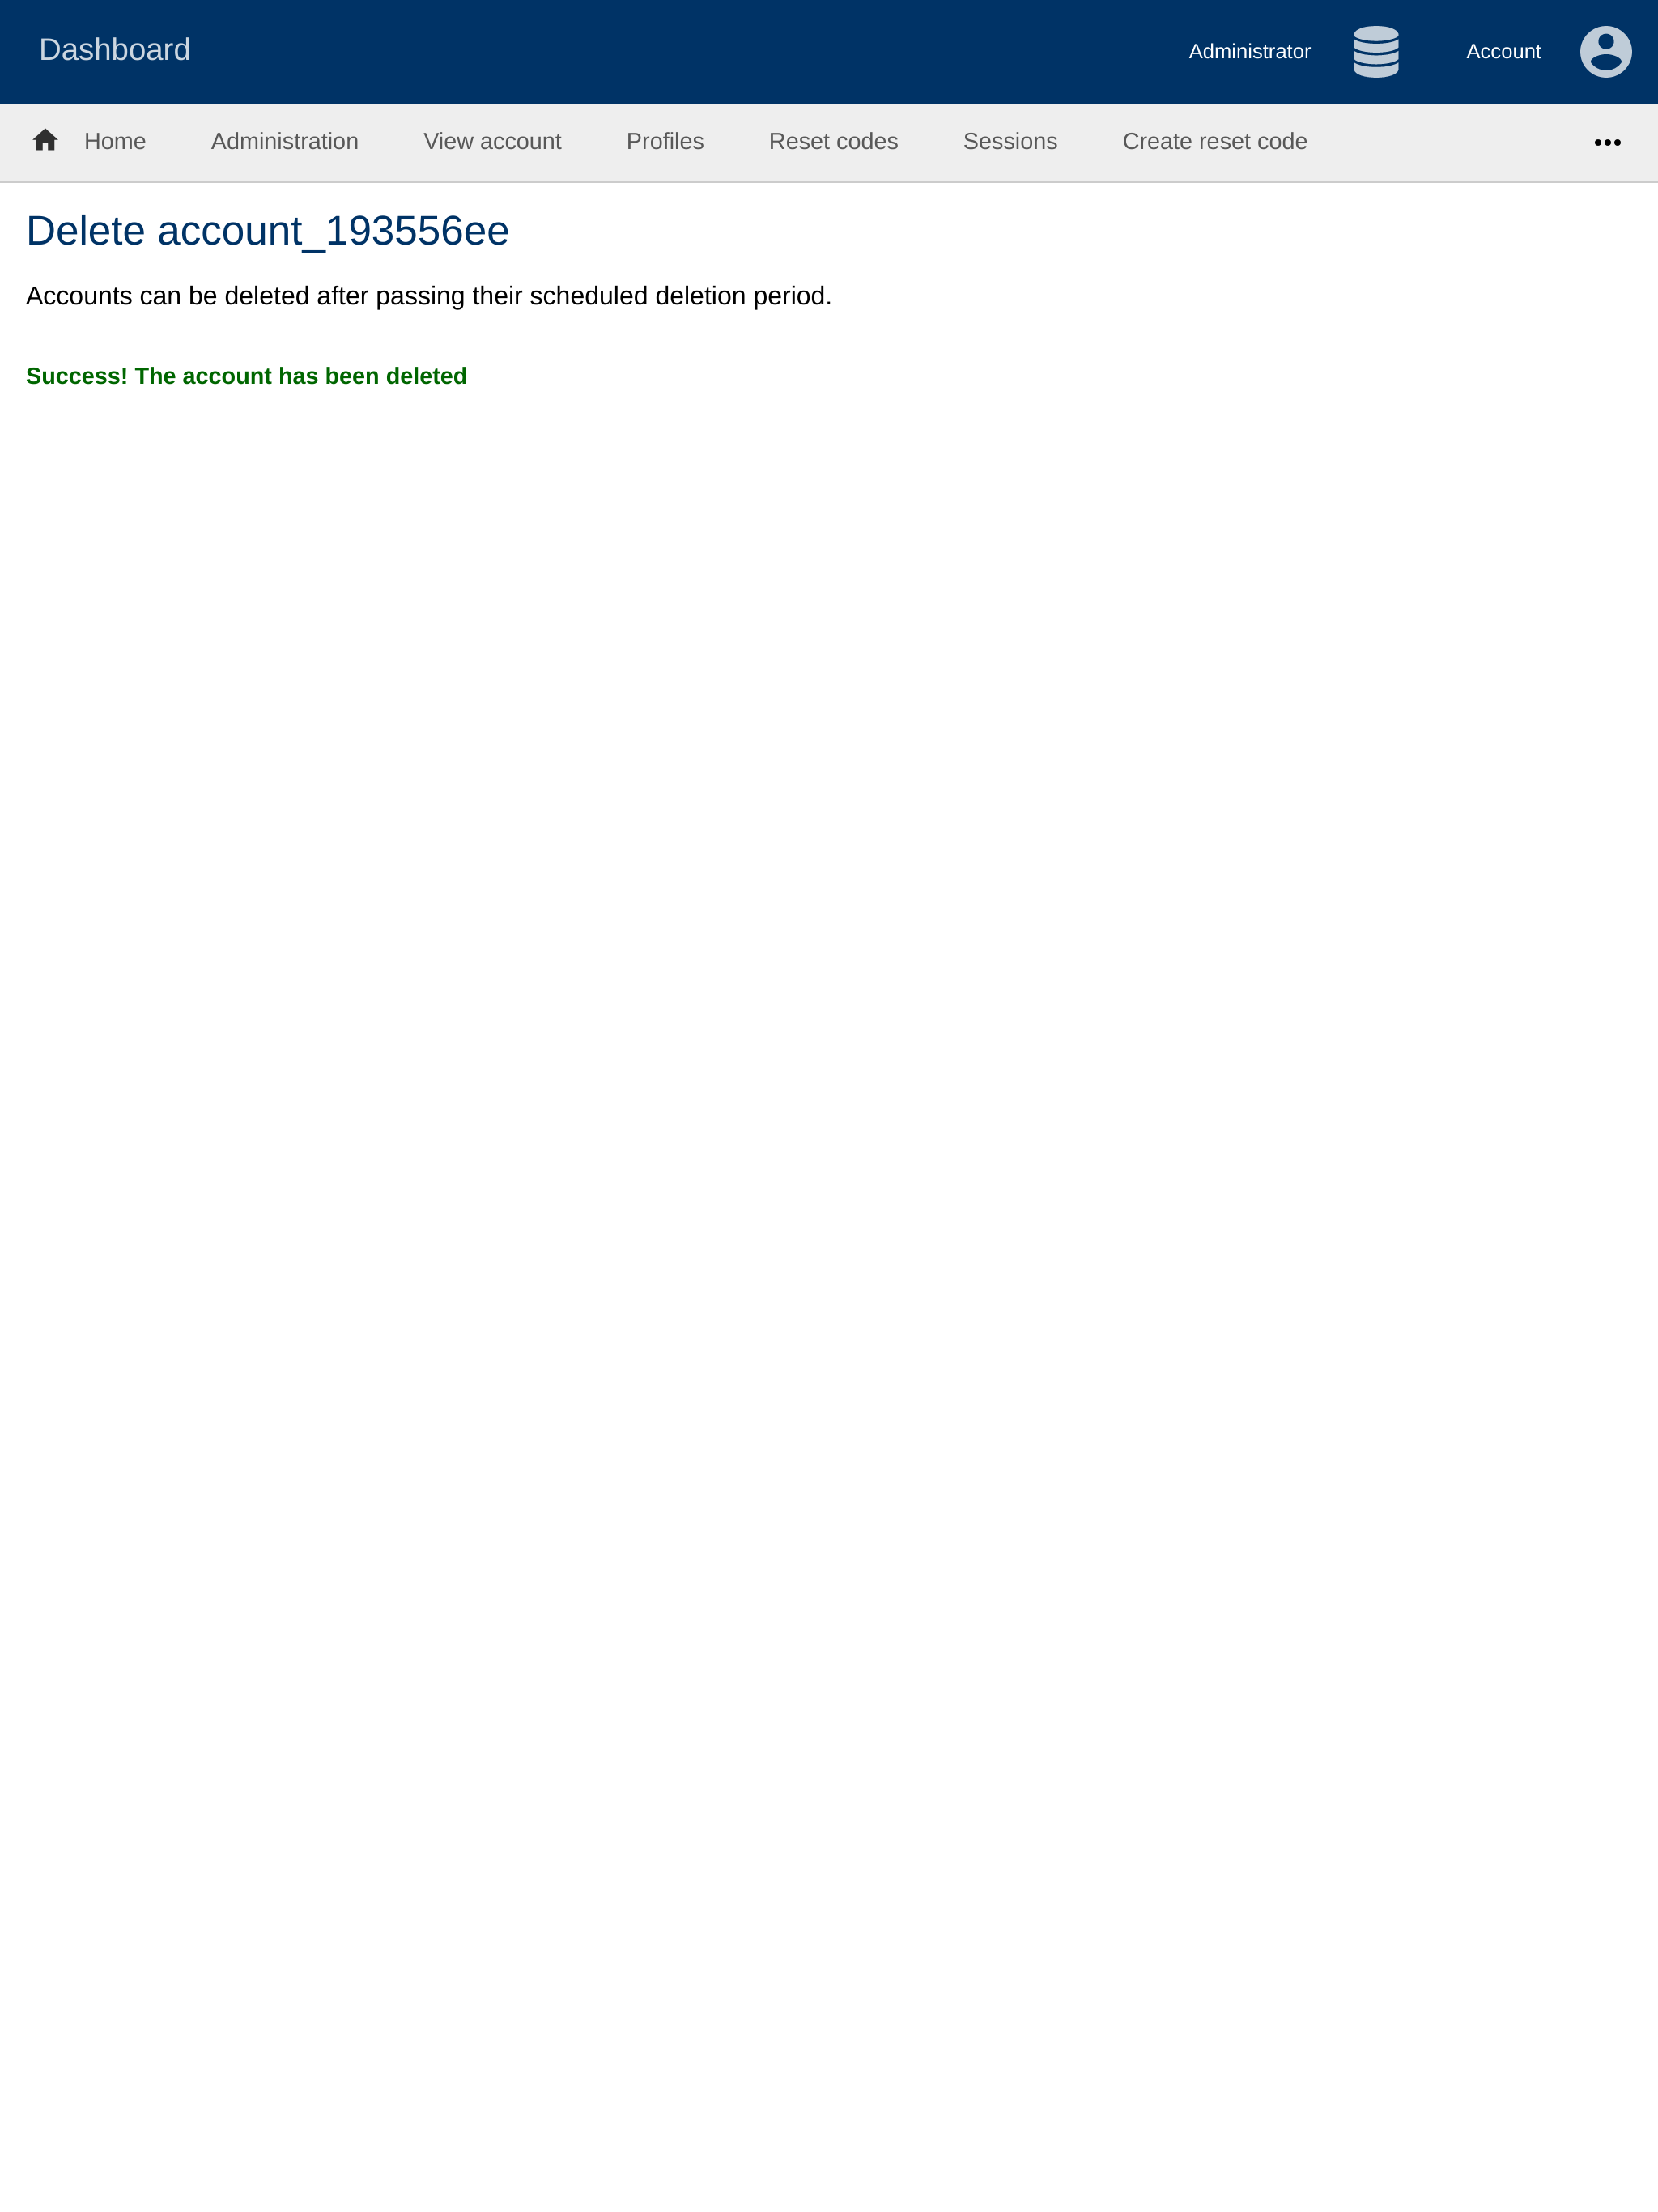 Dashboard Administrator Account
Home Administration View account Profiles Reset codes Sessions Create reset code
Delete account_193556ee
Accounts can be deleted after passing their scheduled deletion period.
Success! The account has been deleted